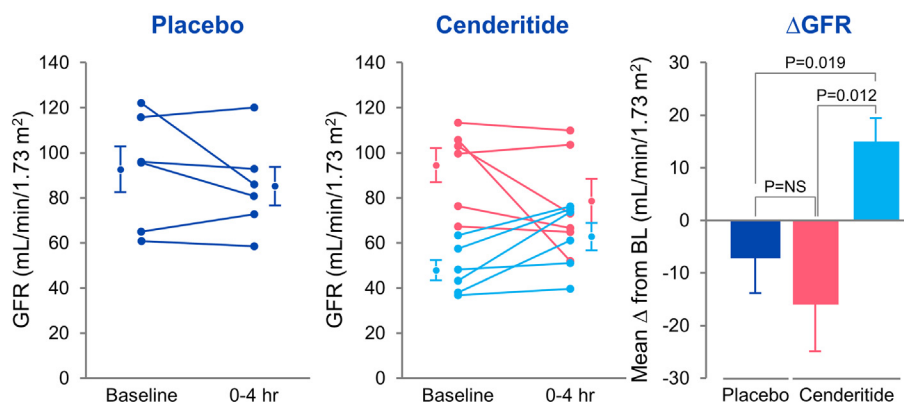 Placebo
GFR (mL/min/1.73 m²)
140
120
100
80
60
40
20
0
Baseline
0-4 hr
Cenderitide
GFR (mL/min/1.73 m²)
140
120
100
80
60
40
20
0
Baseline
0-4 hr
ΔGFR
Mean Δ from BL (mL/min/1.73 m²)
30
20
10
0
-10
-20
-30
P=0.019
P=0.012
P=NS
Placebo
Cenderitide